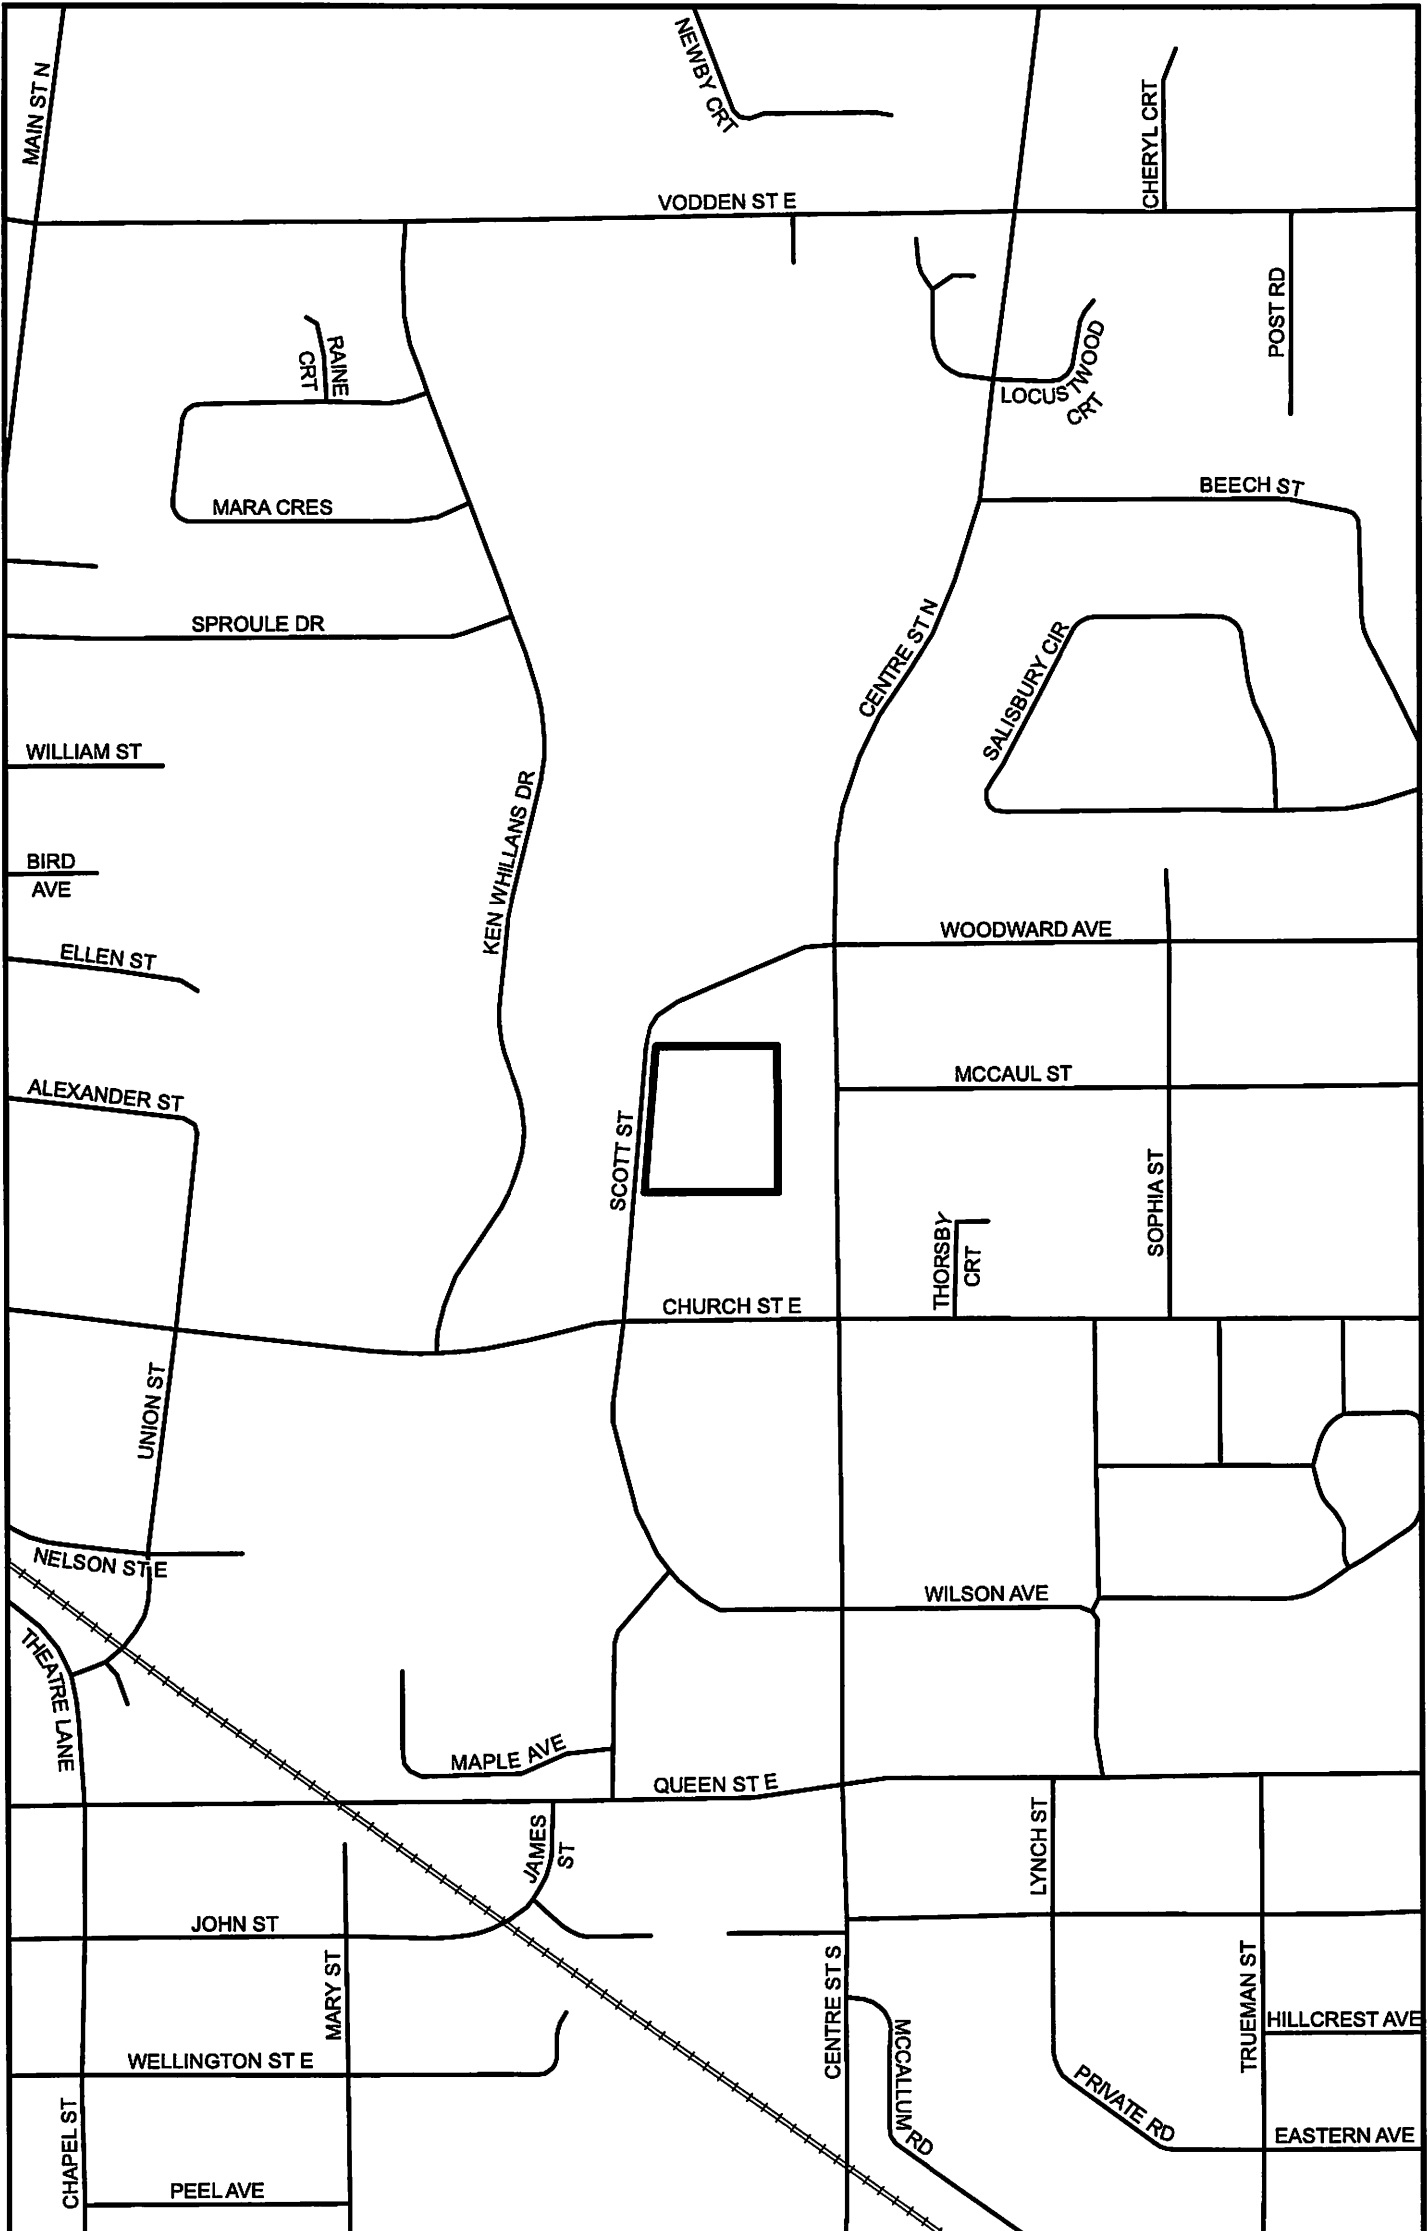 MAIN ST N
NEWBY CRT
CHERYL CRT
VODDEN ST E
POST RD
RAINE
CRT
LOCUSTWOOD
CRT
MARA CRES
BEECH ST
SPROULE DR
CENTRE ST N
SALISBURY CIR
WILLIAM ST
KEN WHILLANS DR
BIRD
AVE
WOODWARD AVE
ELLEN ST
MCCAUL ST
ALEXANDER ST
SCOTT ST
SOPHIA ST
THORSBY
CRT
CHURCH ST E
UNION ST
NELSON ST E
WILSON AVE
THEATRE LANE
MAPLE AVE
QUEEN ST E
JAMES
ST
LYNCH ST
JOHN ST
MARY ST
CENTRE ST S
TRUEMAN ST
HILLCREST AVE
MCCALLUM RD
WELLINGTON ST E
PRIVATE RD
CHAPEL ST
EASTERN AVE
PEEL AVE